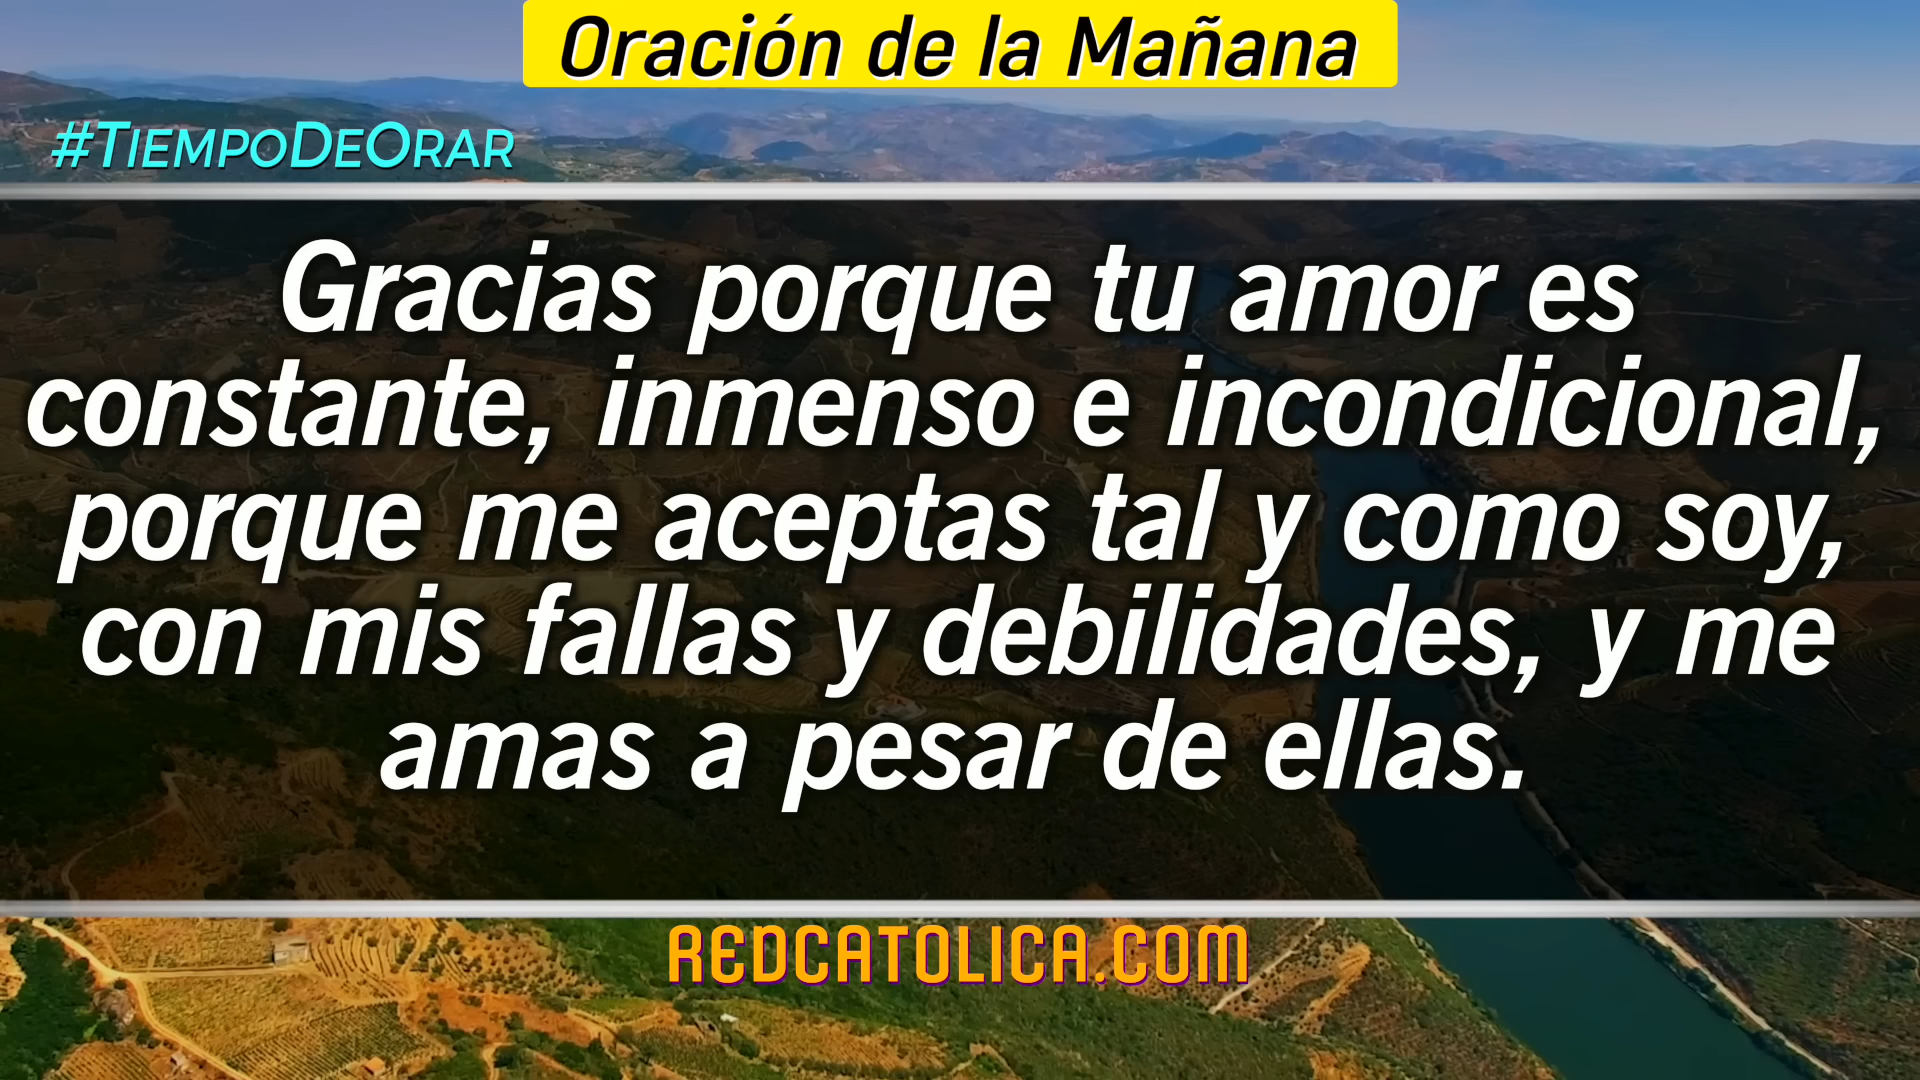 Oración de la Mañana
#TiempoDeOrar
Gracias porque tu amor es
constante, inmenso e incondicional,
porque me aceptas tal y como soy,
con mis fallas y debilidades, y me
amas a pesar de ellas.
REDCATOLICA.COM